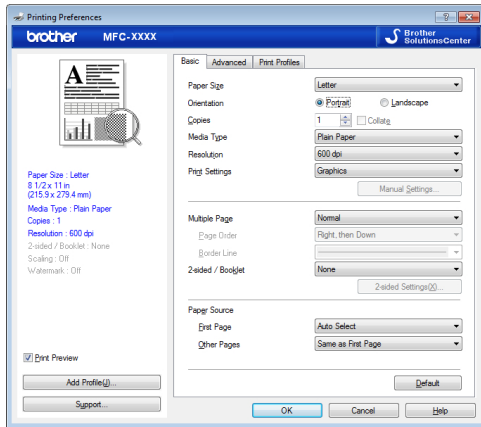 Printing Preferences
brother MFC-XXXX
Brother
SolutionsCenter
Basic Advanced Print Profiles
Paper Size Letter
Orientation Portrait Landscape
Copies 1 Collate
Media Type Plain Paper
Resolution 600 dpi
Print Settings Graphics
Manual Settings...
Multiple Page Normal
Page Order Right, then Down
Border Line
2-sided / Booklet None
2-sided Settings(X)...
Paper Source
First Page Auto Select
Other Pages Same as First Page
Default
A
Paper Size : Letter
8 1/2 x 11 in
(215.9 x 279.4 mm)
Media Type : Plain Paper
Copies : 1
Resolution : 600 dpi
2-sided / Booklet : None
Scaling : Off
Watermark : Off
Print Preview
Add Profile(J)...
Support...
OK Cancel Help